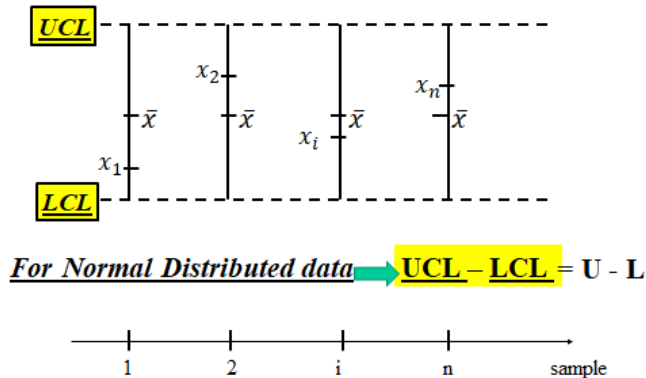 UCL
x₂
xₙ
x̄ x̄ x̄ x̄
xᵢ
x₁
LCL
For Normal Distributed data UCL – LCL = U - L
1 2 i n sample